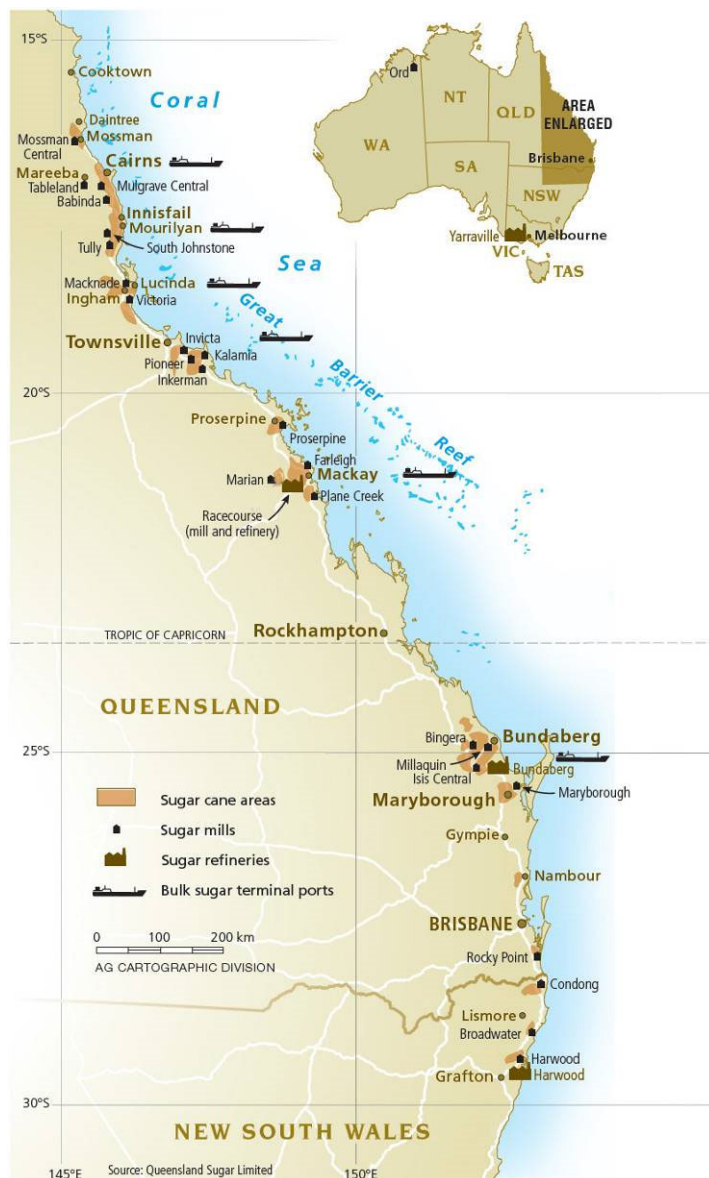 15°S
Cooktown
Coral
Daintree
Mossman
Mossman
Central
Cairns
Mareeba
Tableland
Mulgrave Central
Babinda
Innisfail
Mourilyan
South Johnstone
Tully
Sea
Macknade
Lucinda
Ingham
Victoria
Great
Barrier
Reef
Townsville
Invicta
Pioneer
Kalamia
Inkerman
20°S
Proserpine
Proserpine
Farleigh
Marian
Mackay
Plane Creek
Racecourse
(mill and refinery)
Rockhampton
TROPIC OF CAPRICORN
QUEENSLAND
25°S
Bingera
Bundaberg
Millaquin
Isis Central
Bundaberg
Maryborough
Maryborough
Gympie
Nambour
BRISBANE
Rocky Point
Condong
Lismore
Broadwater
Harwood
Harwood
Grafton
30°S
NEW SOUTH WALES
145°E
150°E
Source: Queensland Sugar Limited
Sugar cane areas
Sugar mills
Sugar refineries
Bulk sugar terminal ports
0 100 200 km
AG CARTOGRAPHIC DIVISION
Ord
NT
QLD
AREA
ENLARGED
WA
SA
Brisbane
NSW
Yarraville
Melbourne
VIC
TAS